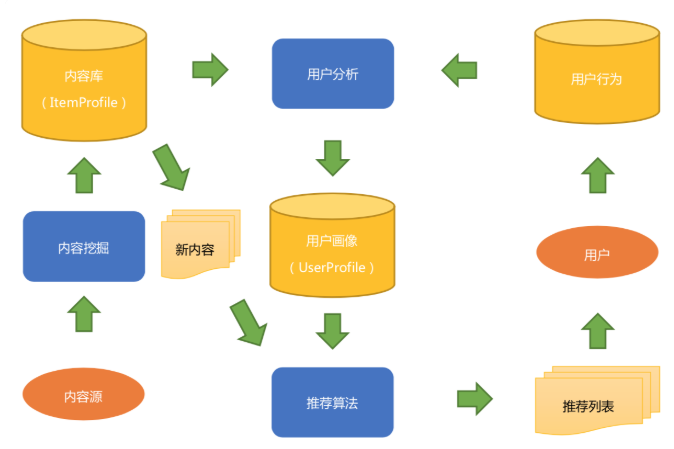 内容库
（ItemProfile）
用户分析
用户行为
内容挖掘
新内容
用户画像
（UserProfile）
用户
内容源
推荐算法
推荐列表